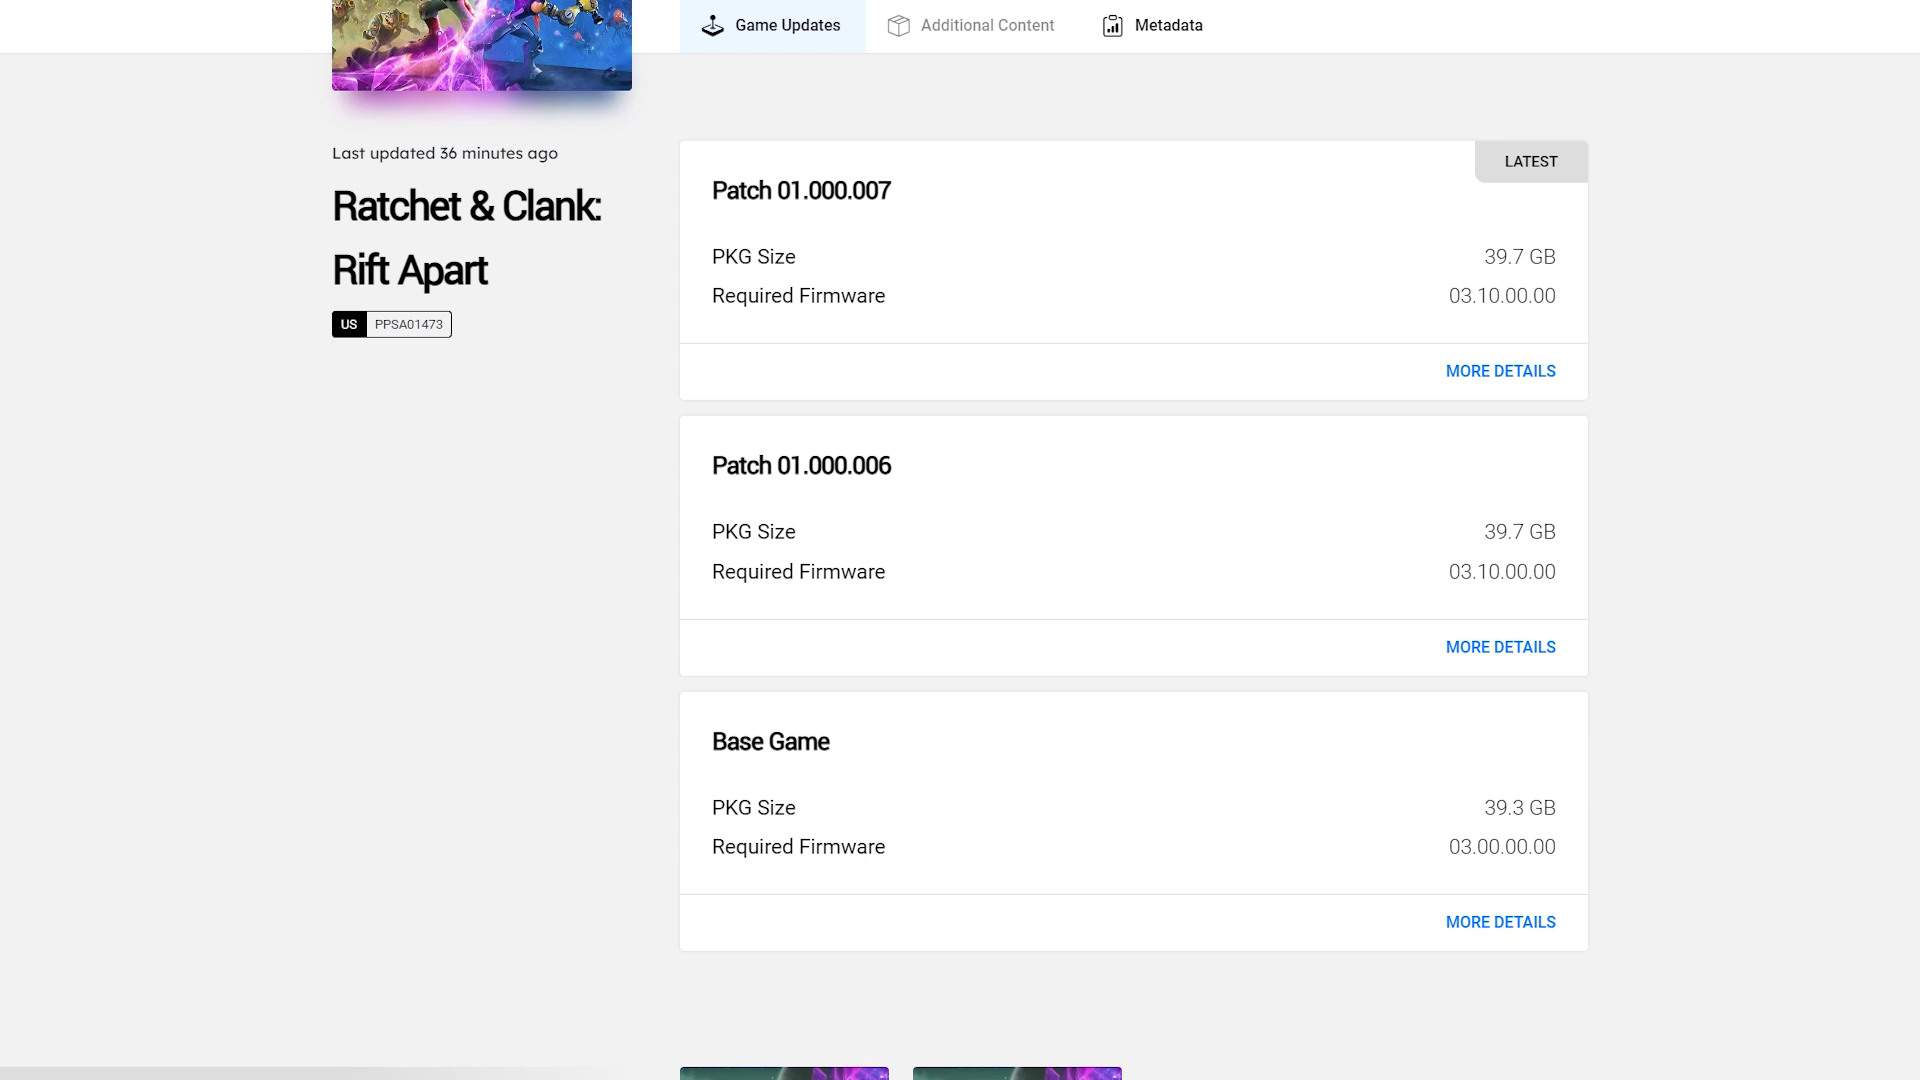 Game Updates
Additional Content
Metadata
Last updated 36 minutes ago
Ratchet & Clank:
Rift Apart
US PPSA01473
LATEST
Patch 01.000.007
PKG Size 39.7 GB
Required Firmware 03.10.00.00
MORE DETAILS
Patch 01.000.006
PKG Size 39.7 GB
Required Firmware 03.10.00.00
MORE DETAILS
Base Game
PKG Size 39.3 GB
Required Firmware 03.00.00.00
MORE DETAILS